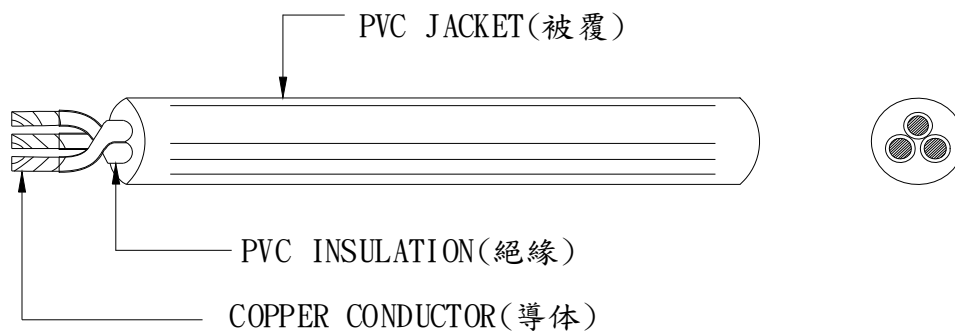 PVC JACKET(被覆)
PVC INSULATION(絕緣)
COPPER CONDUCTOR(導体)